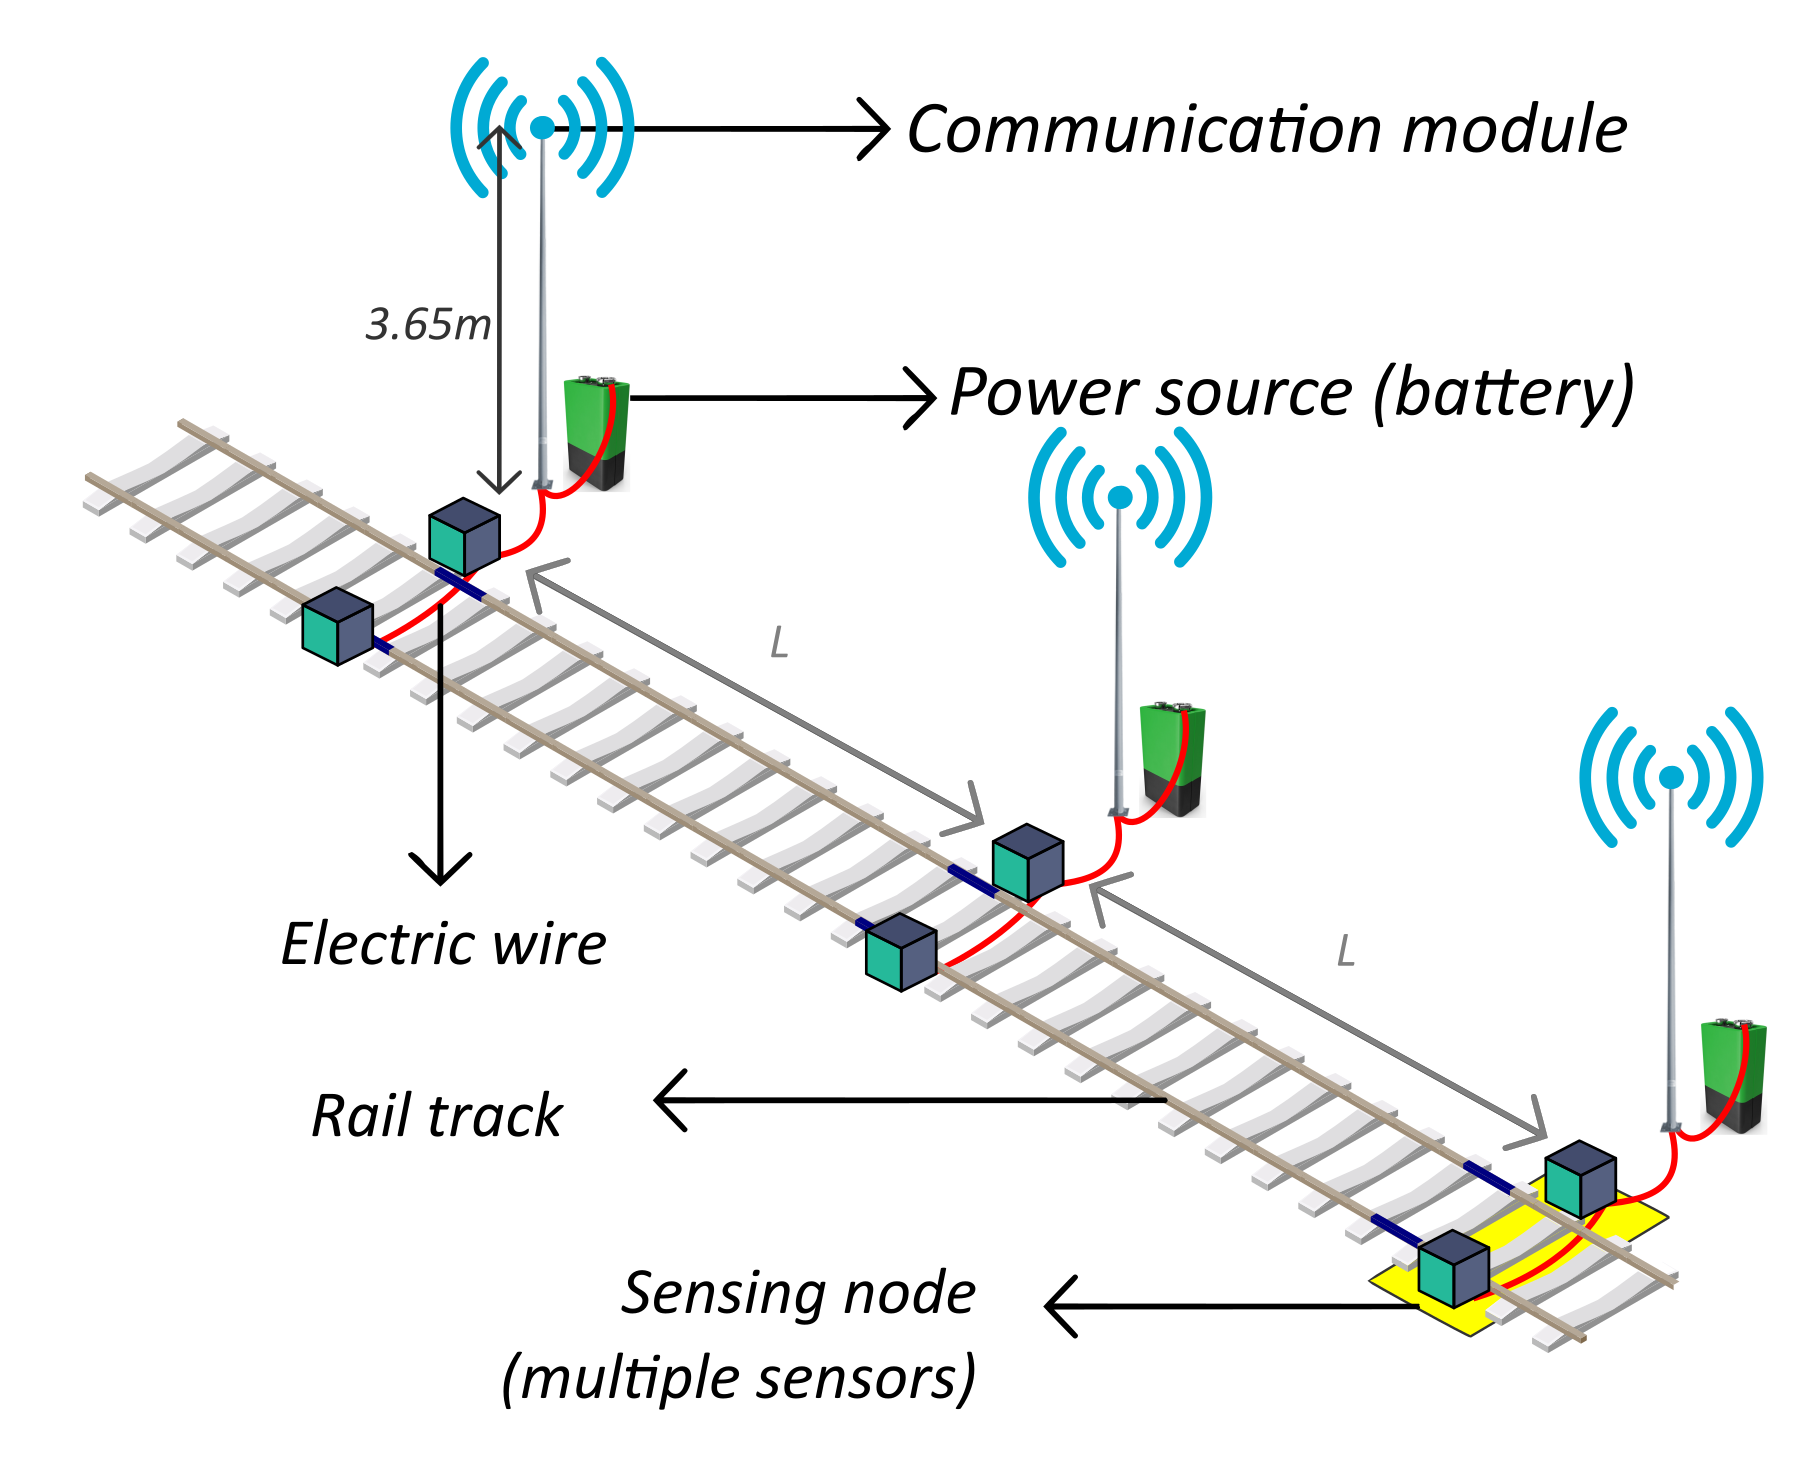 Communication module
3.65m
Power source (battery)
L
Electric wire
L
Rail track
Sensing node
(multiple sensors)